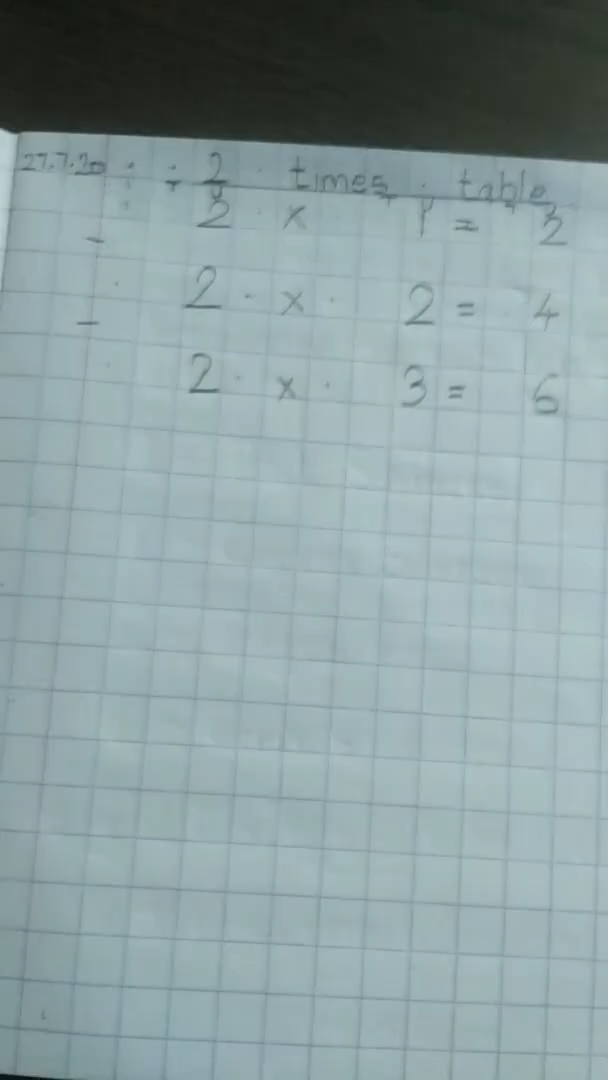 27.7.20 2 times table
2 x 1 = 2
2 x 2 = 4
2 x 3 = 6